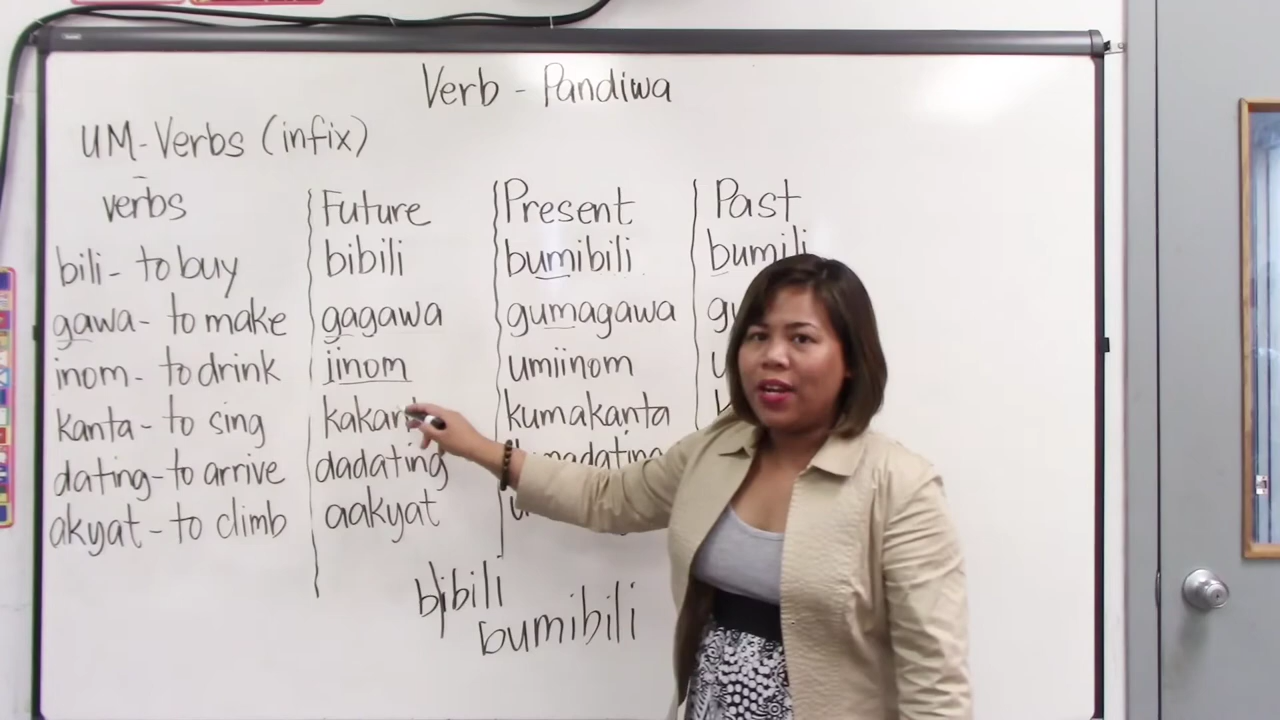 Verb - Pandiwa
UM-Verbs (infix)
verbs Future Present Past
bili - to buy bibili bumibili bumili
gawa - to make gagawa gumagawa
inom - to drink iinom umiinom
kanta - to sing kumakanta
dating - to arrive dadating
akyat - to climb aakyat
bibili
bumibili